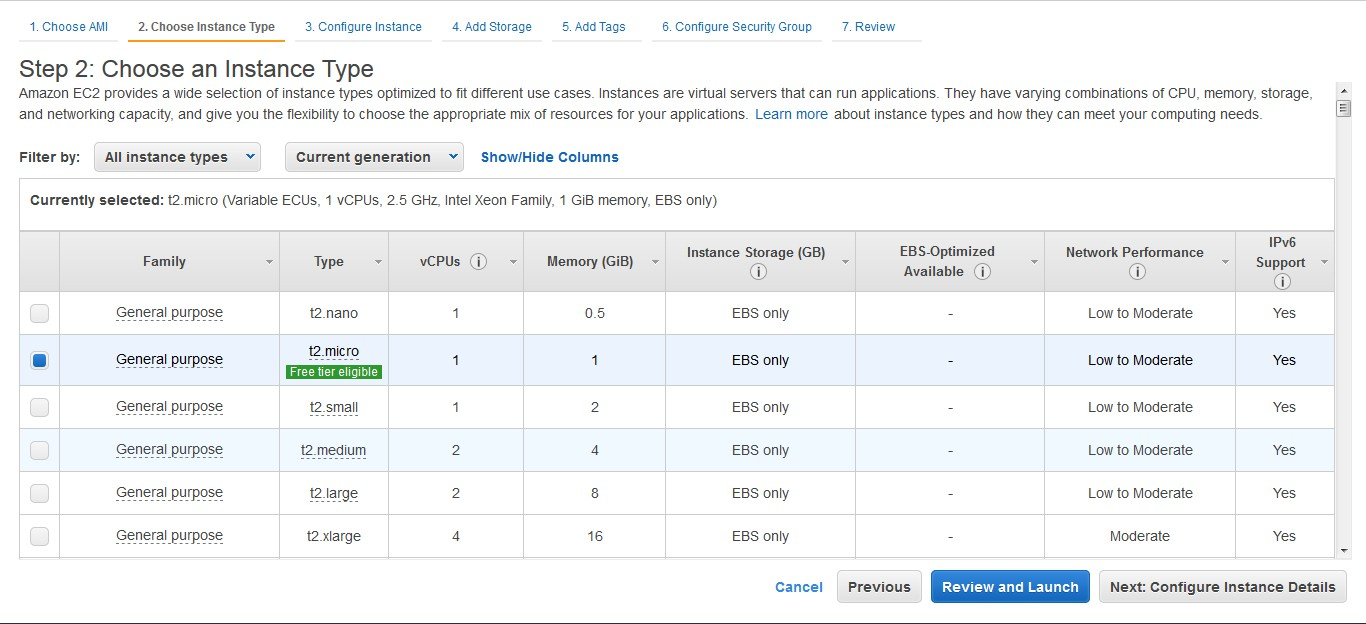 1. Choose AMI 2. Choose Instance Type 3. Configure Instance 4. Add Storage 5. Add Tags 6. Configure Security Group 7. Review
Step 2: Choose an Instance Type
Amazon EC2 provides a wide selection of instance types optimized to fit different use cases. Instances are virtual servers that can run applications. They have varying combinations of CPU, memory, storage,
and networking capacity, and give you the flexibility to choose the appropriate mix of resources for your applications. Learn more about instance types and how they can meet your computing needs.
Filter by: All instance types Current generation Show/Hide Columns
Currently selected: t2.micro (Variable ECUs, 1 vCPUs, 2.5 GHz, Intel Xeon Family, 1 GiB memory, EBS only)
Family Type vCPUs i Memory (GiB) Instance Storage (GB) i EBS-Optimized Available i Network Performance i IPv6 Support i
General purpose t2.nano 1 0.5 EBS only - Low to Moderate Yes
General purpose t2.micro 1 1 EBS only - Low to Moderate Yes
Free tier eligible
General purpose t2.small 1 2 EBS only - Low to Moderate Yes
General purpose t2.medium 2 4 EBS only - Low to Moderate Yes
General purpose t2.large 2 8 EBS only - Low to Moderate Yes
General purpose t2.xlarge 4 16 EBS only - Moderate Yes
Cancel Previous Review and Launch Next: Configure Instance Details